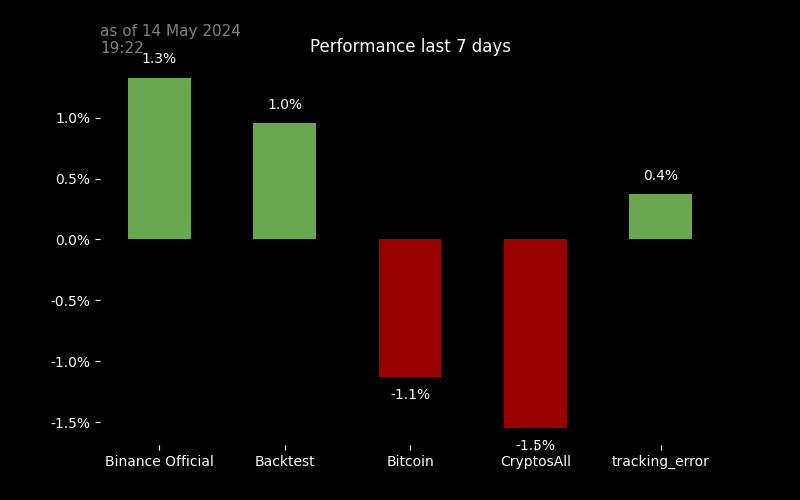 as of 14 May 2024
19:22
Performance last 7 days
1.3%
1.0%
0.4%
-1.1%
-1.5%
1.0%
0.5%
0.0%
-0.5%
-1.0%
-1.5%
Binance Official
Backtest
Bitcoin
CryptosAll
tracking_error